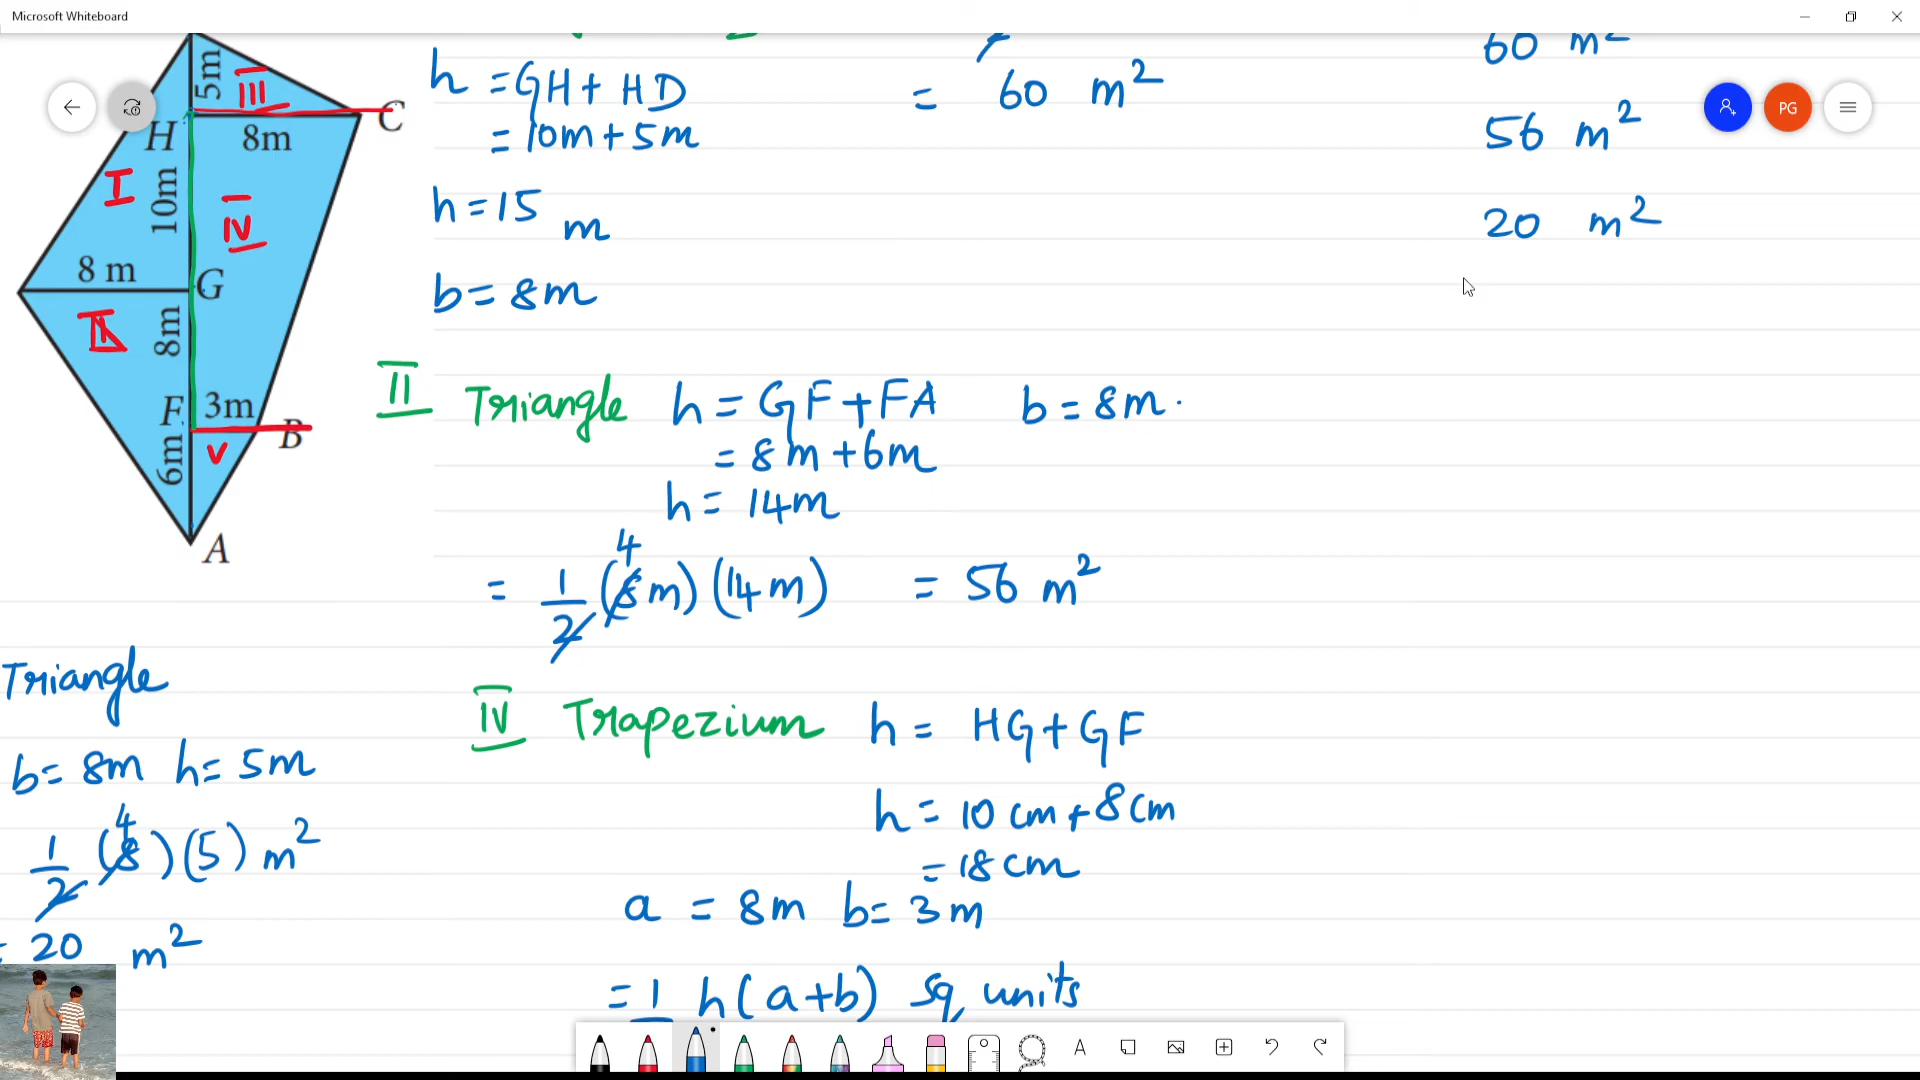 Microsoft Whiteboard
5m
III
H
8m
C
I
10m
IV
8 m
G
II
8m
F
3m
B
6m
V
A
h = GH + HD
= 10m + 5m
h = 15 m
b = 8m
= 60 m²
60 m²
56 m²
20 m²
PG
II Triangle h = GF + FA b = 8m.
= 8m + 6m
h = 14m
4
= 1/2 (8m) (14m) = 56 m²
Triangle
b = 8m h = 5m
4
1/2 (8) (5) m²
= 20 m²
IV Trapezium h = HG + GF
h = 10 cm + 8 cm
= 18 cm
a = 8m b = 3m
= 1 h(a+b) sq units
A